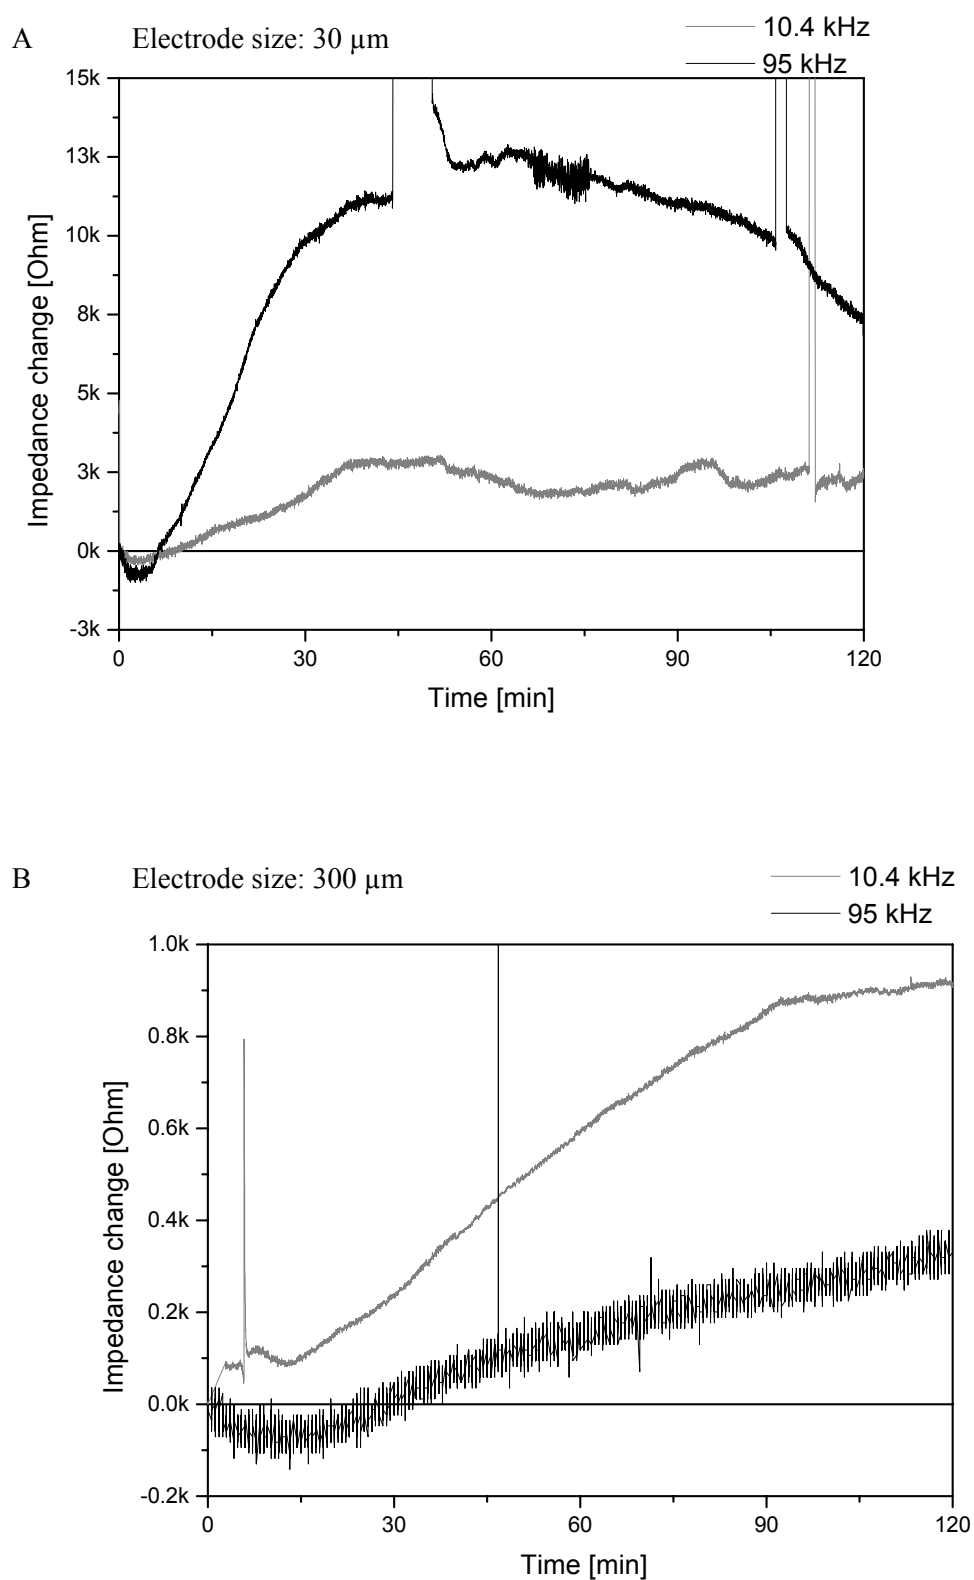 A
Electrode size: 30 µm
10.4 kHz
95 kHz
15k
13k
10k
8k
5k
3k
0k
-3k
Impedance change [Ohm]
0 30 60 90 120
Time [min]
B
Electrode size: 300 µm
10.4 kHz
95 kHz
1.0k
0.8k
0.6k
0.4k
0.2k
0.0k
-0.2k
Impedance change [Ohm]
0 30 60 90 120
Time [min]